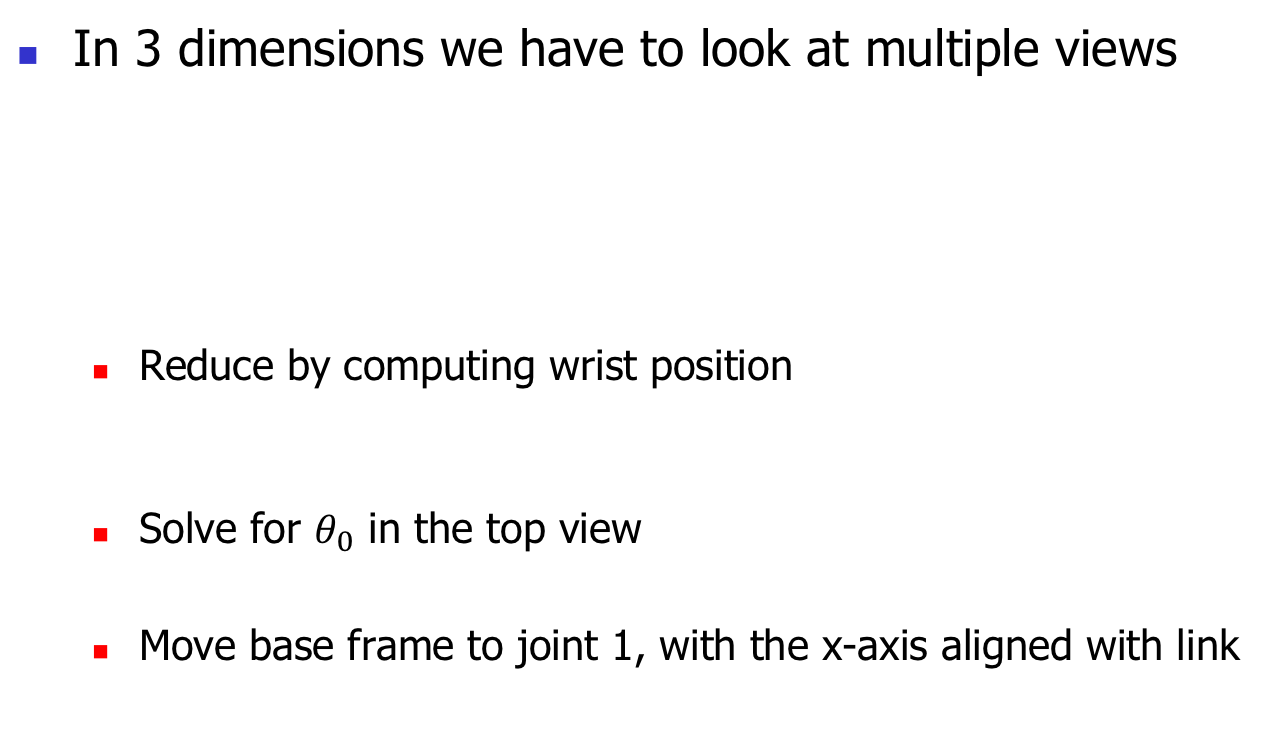 In 3 dimensions we have to look at multiple views
Reduce by computing wrist position
Solve for θ₀ in the top view
Move base frame to joint 1, with the x-axis aligned with link